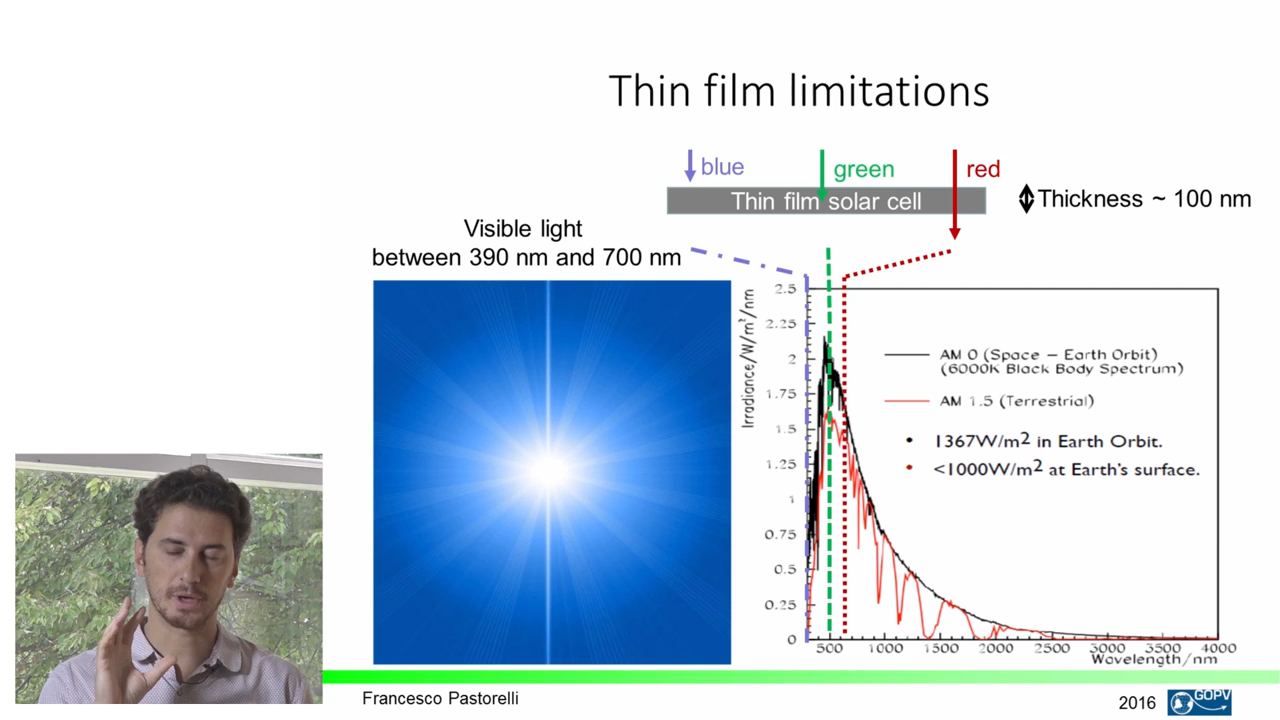 Thin film limitations
blue
green
red
Thin film solar cell
Thickness ~ 100 nm
Visible light
between 390 nm and 700 nm
Irradiance/W/m²/nm
2.5
2.25
2
1.75
1.5
1.25
1
0.75
0.5
0.25
0
AM 0 (Space – Earth Orbit)
(6000K Black Body Spectrum)
AM 1.5 (Terrestrial)
• 1367W/m2 in Earth Orbit.
• <1000W/m2 at Earth's surface.
500 1000 1500 2000 2500 3000 3500 4000
Wavelength/nm
Francesco Pastorelli
2016
GOPV